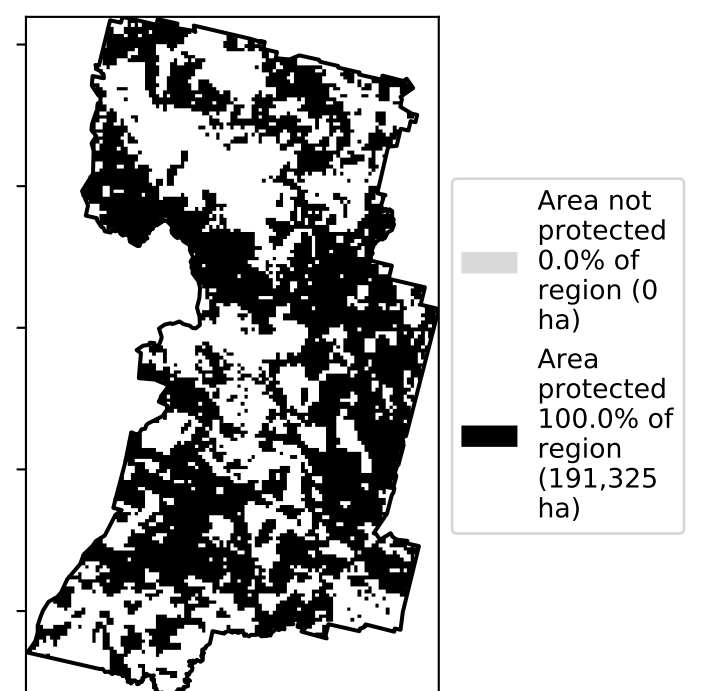 Area not
protected
0.0% of
region (0
ha)
Area
protected
100.0% of
region
(191,325
ha)